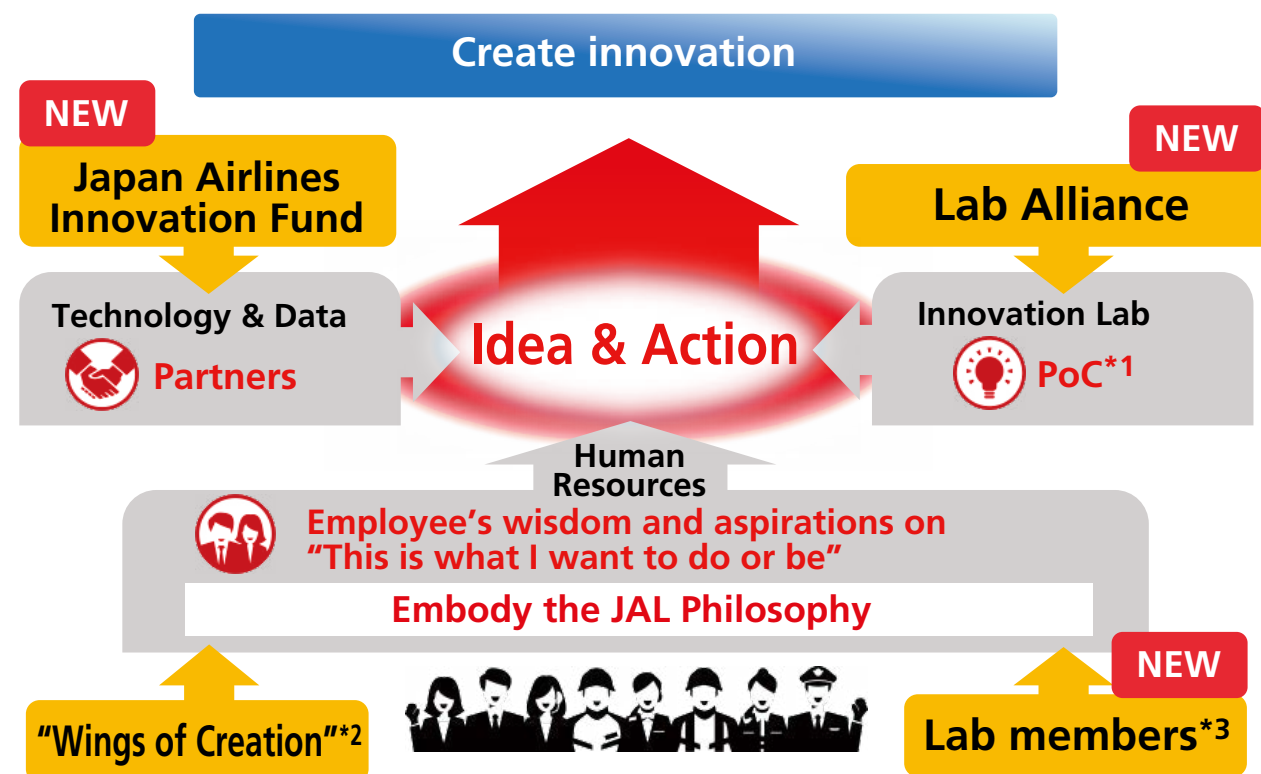 Create innovation
NEW
Japan Airlines
Innovation Fund
NEW
Lab Alliance
Technology & Data
Partners
Idea & Action
Innovation Lab
PoC*1
Human
Resources
Employee’s wisdom and aspirations on
“This is what I want to do or be”
Embody the JAL Philosophy
“Wings of Creation”*2
NEW
Lab members*3